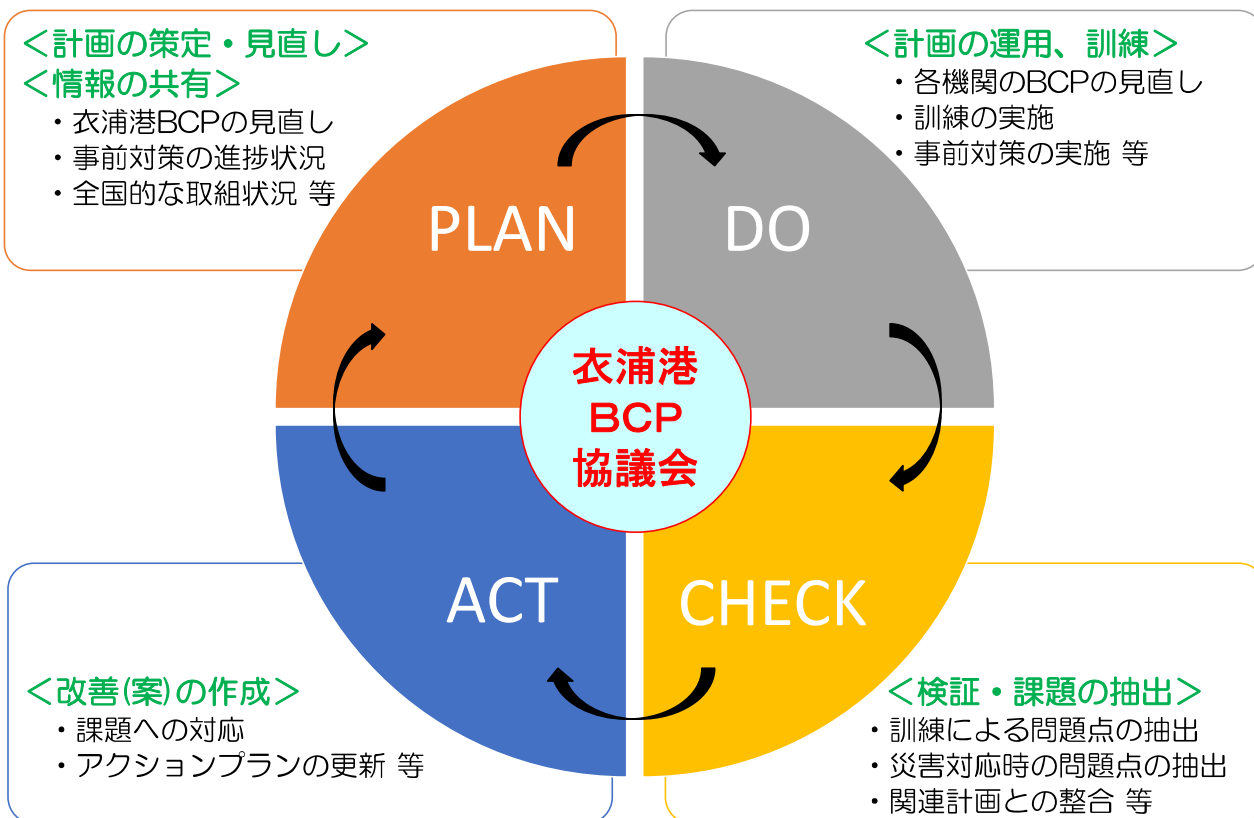 ＜計画の策定・見直し＞
＜情報の共有＞
・衣浦港BCPの見直し
・事前対策の進捗状況
・全国的な取組状況 等
PLAN
＜計画の運用、訓練＞
・各機関のBCPの見直し
・訓練の実施
・事前対策の実施 等
DO
衣浦港
BCP
協議会
ACT
＜改善(案)の作成＞
・課題への対応
・アクションプランの更新 等
CHECK
＜検証・課題の抽出＞
・訓練による問題点の抽出
・災害対応時の問題点の抽出
・関連計画との整合 等